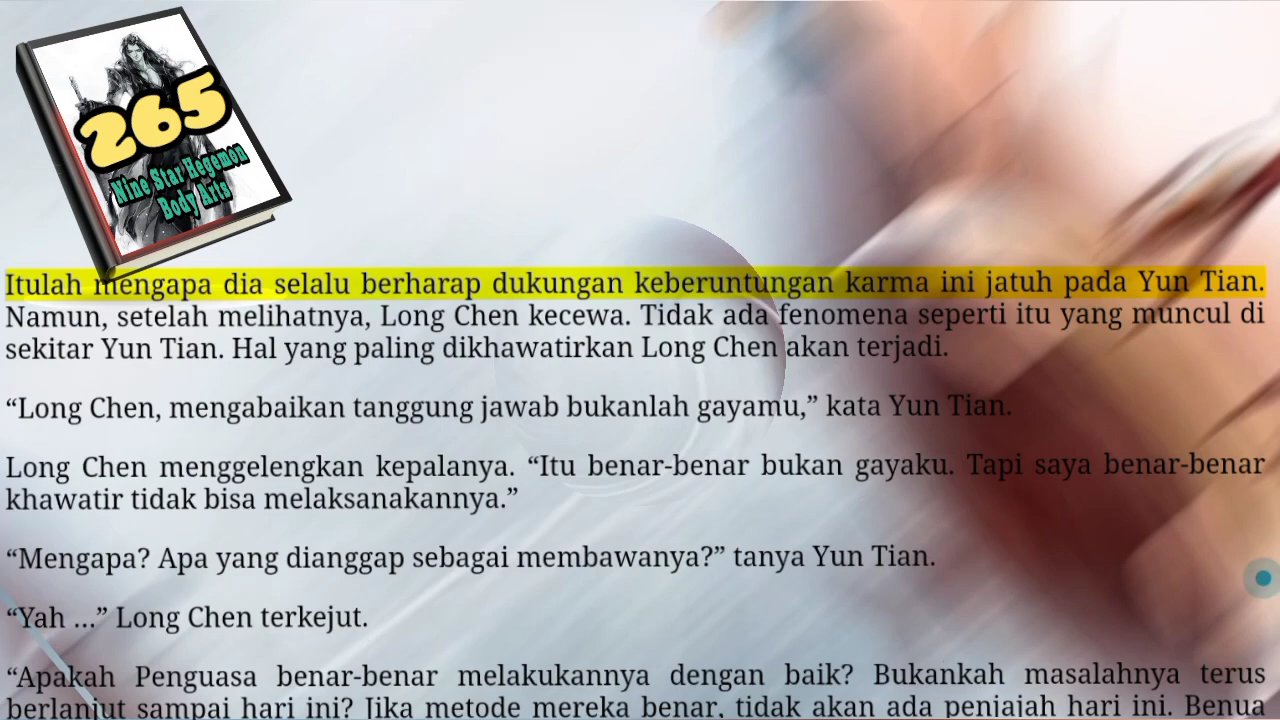 265
Nine Star Hegemon
Body Arts
Itulah mengapa dia selalu berharap dukungan keberuntungan karma ini jatuh pada Yun Tian.
Namun, setelah melihatnya, Long Chen kecewa. Tidak ada fenomena seperti itu yang muncul di
sekitar Yun Tian. Hal yang paling dikhawatirkan Long Chen akan terjadi.
“Long Chen, mengabaikan tanggung jawab bukanlah gayamu,” kata Yun Tian.
Long Chen menggelengkan kepalanya. “Itu benar-benar bukan gayaku. Tapi saya benar-benar
khawatir tidak bisa melaksanakannya.”
“Mengapa? Apa yang dianggap sebagai membawanya?” tanya Yun Tian.
“Yah ...” Long Chen terkejut.
“Apakah Penguasa benar-benar melakukannya dengan baik? Bukankah masalahnya terus
berlanjut sampai hari ini? Jika metode mereka benar, tidak akan ada penjajah hari ini. Benua